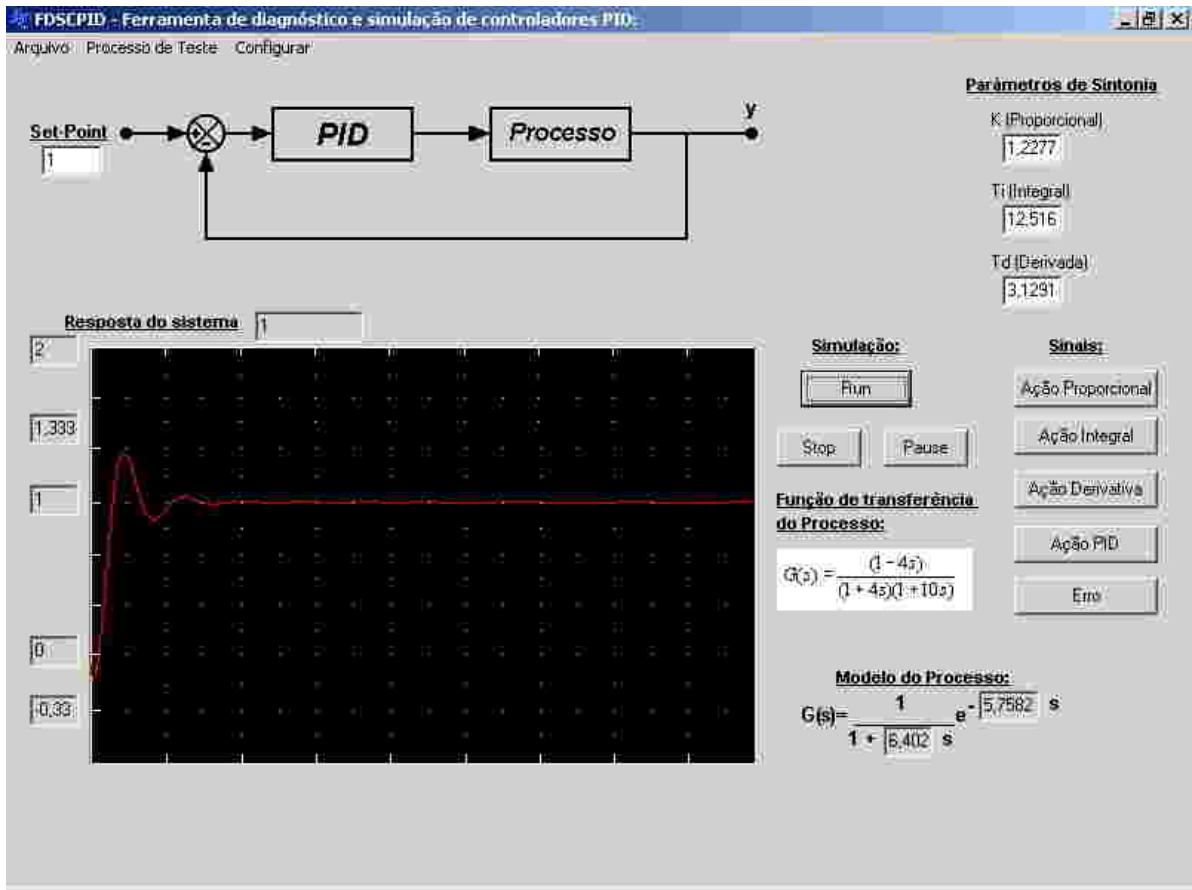 FDSCPID - Ferramenta de diagnóstico e simulação de controladores PID.
Arquivo Processo de Teste Configurar
Parâmetros de Sintonia
Set-Point
1
PID
Processo
y
K (Proporcional)
1,2277
Ti (Integral)
12,516
Td (Derivada)
3,1291
Resposta do sistema 1
2
1,333
1
0
-0,33
Simulação:
Run
Stop Pause
Sinais:
Ação Proporcional
Ação Integral
Ação Derivativa
Ação PID
Erro
Função de transferência
do Processo:
G(s) = (1-4s) / (1+4s)(1+10s)
Modelo do Processo:
G(s)= 1 / 1 + 6,402 s e - 5,7582 s